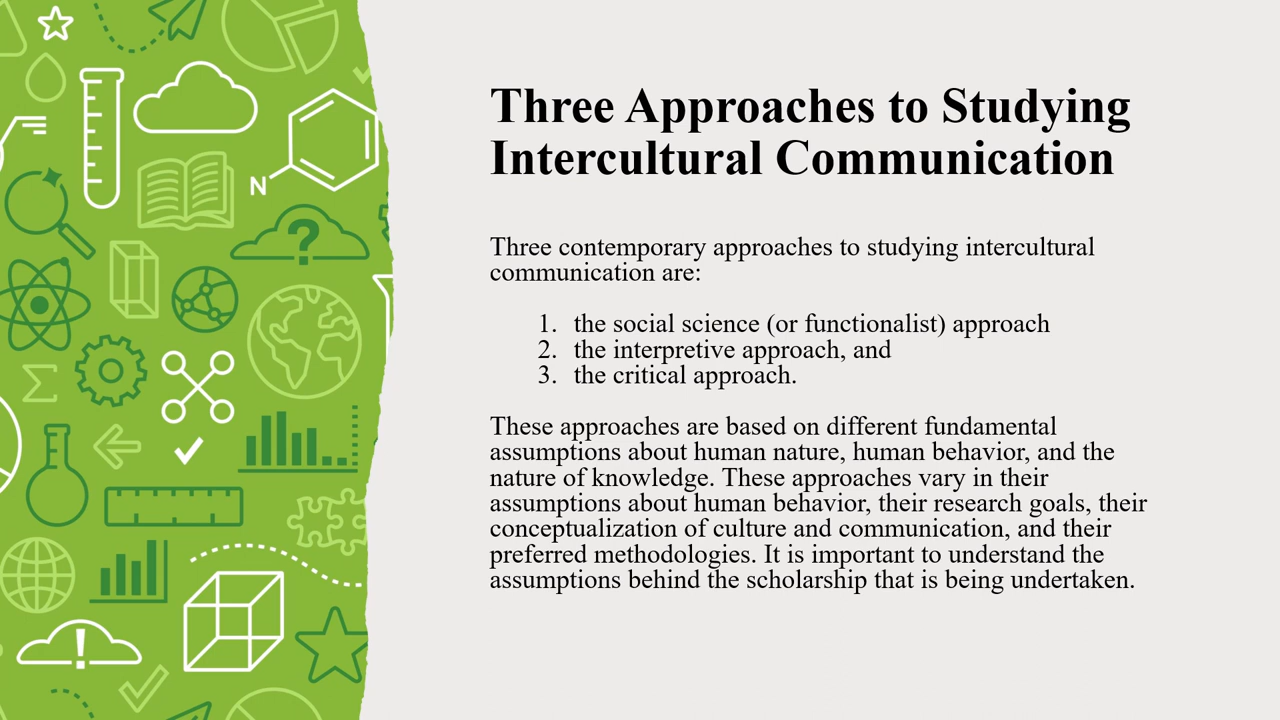 Three Approaches to Studying
Intercultural Communication
Three contemporary approaches to studying intercultural
communication are:
1. the social science (or functionalist) approach
2. the interpretive approach, and
3. the critical approach.
These approaches are based on different fundamental
assumptions about human nature, human behavior, and the
nature of knowledge. These approaches vary in their
assumptions about human behavior, their research goals, their
conceptualization of culture and communication, and their
preferred methodologies. It is important to understand the
assumptions behind the scholarship that is being undertaken.
N
?
Σ
!